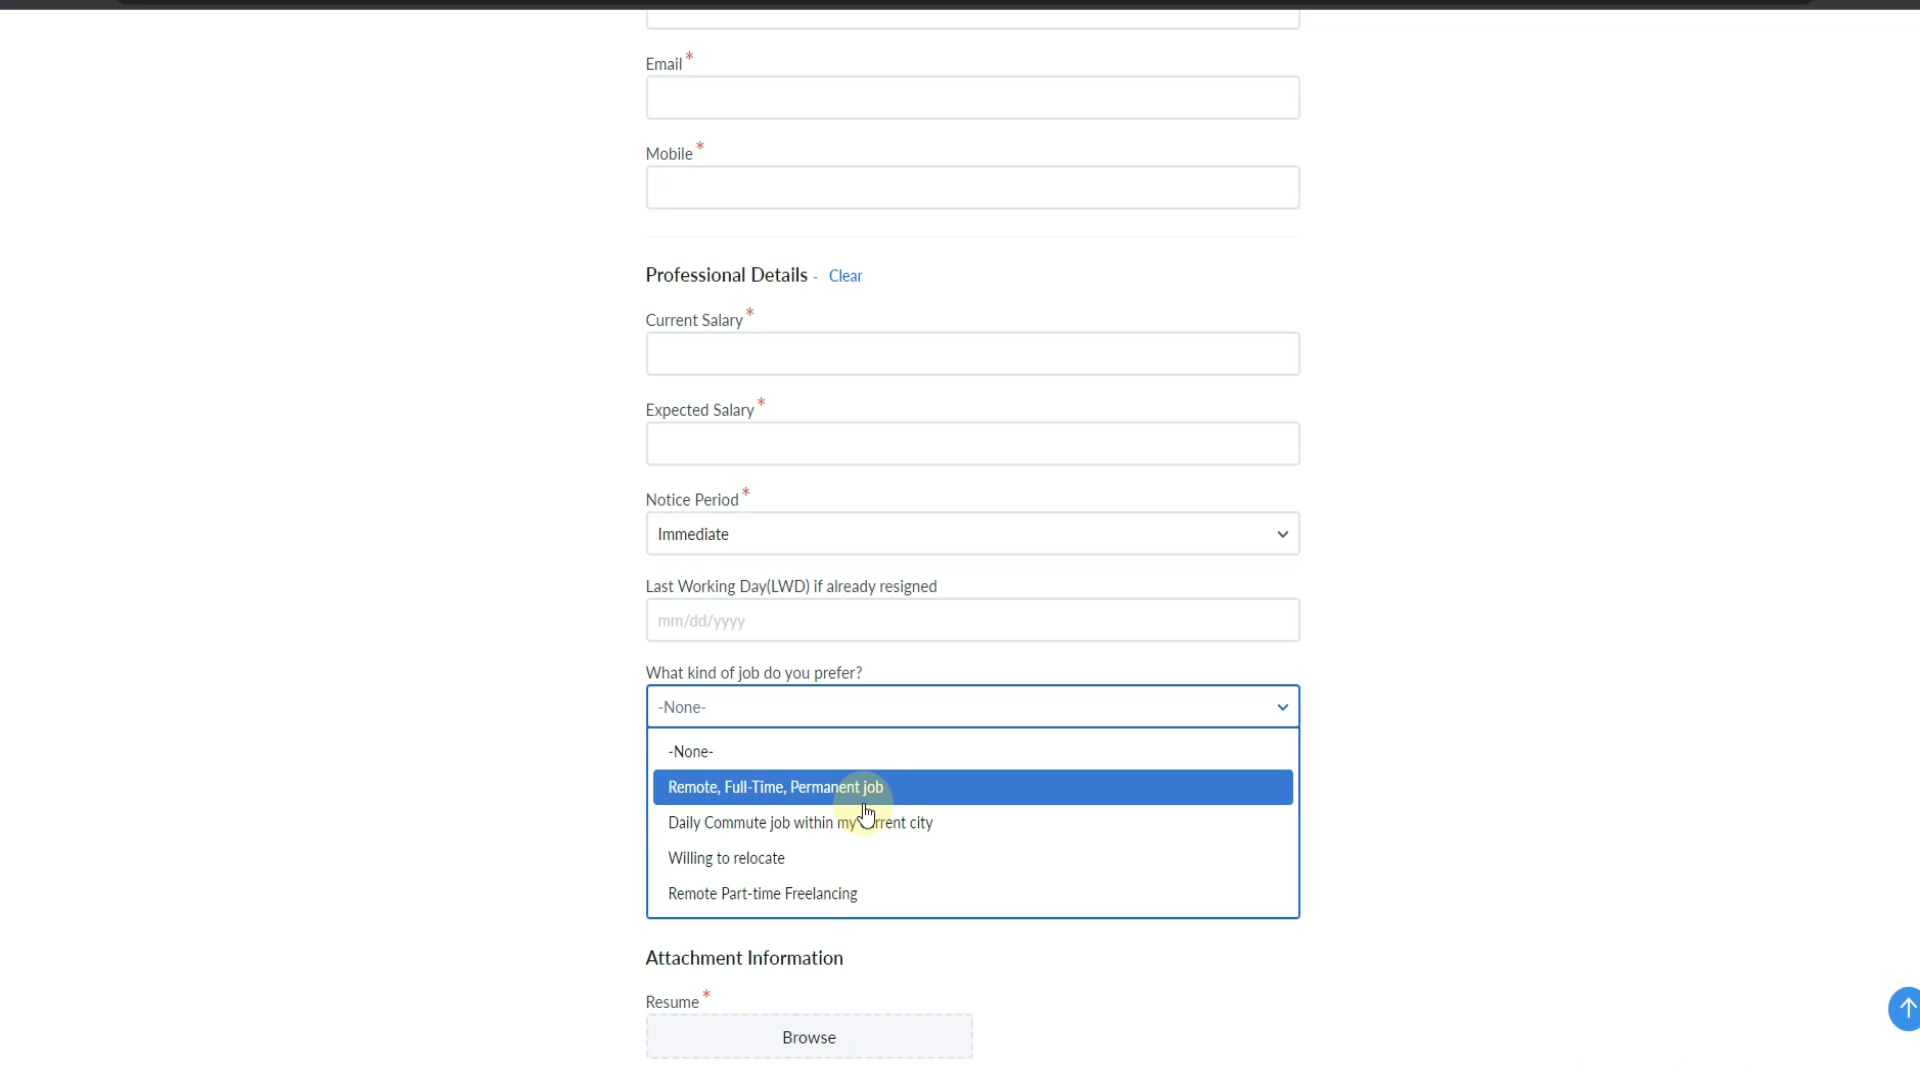 Email *
Mobile *
Professional Details - Clear
Current Salary *
Expected Salary *
Notice Period *
Immediate
Last Working Day(LWD) if already resigned
mm/dd/yyyy
What kind of job do you prefer?
-None-
-None-
Remote, Full-Time, Permanent job
Daily Commute job within my current city
Willing to relocate
Remote Part-time Freelancing
Attachment Information
Resume *
Browse